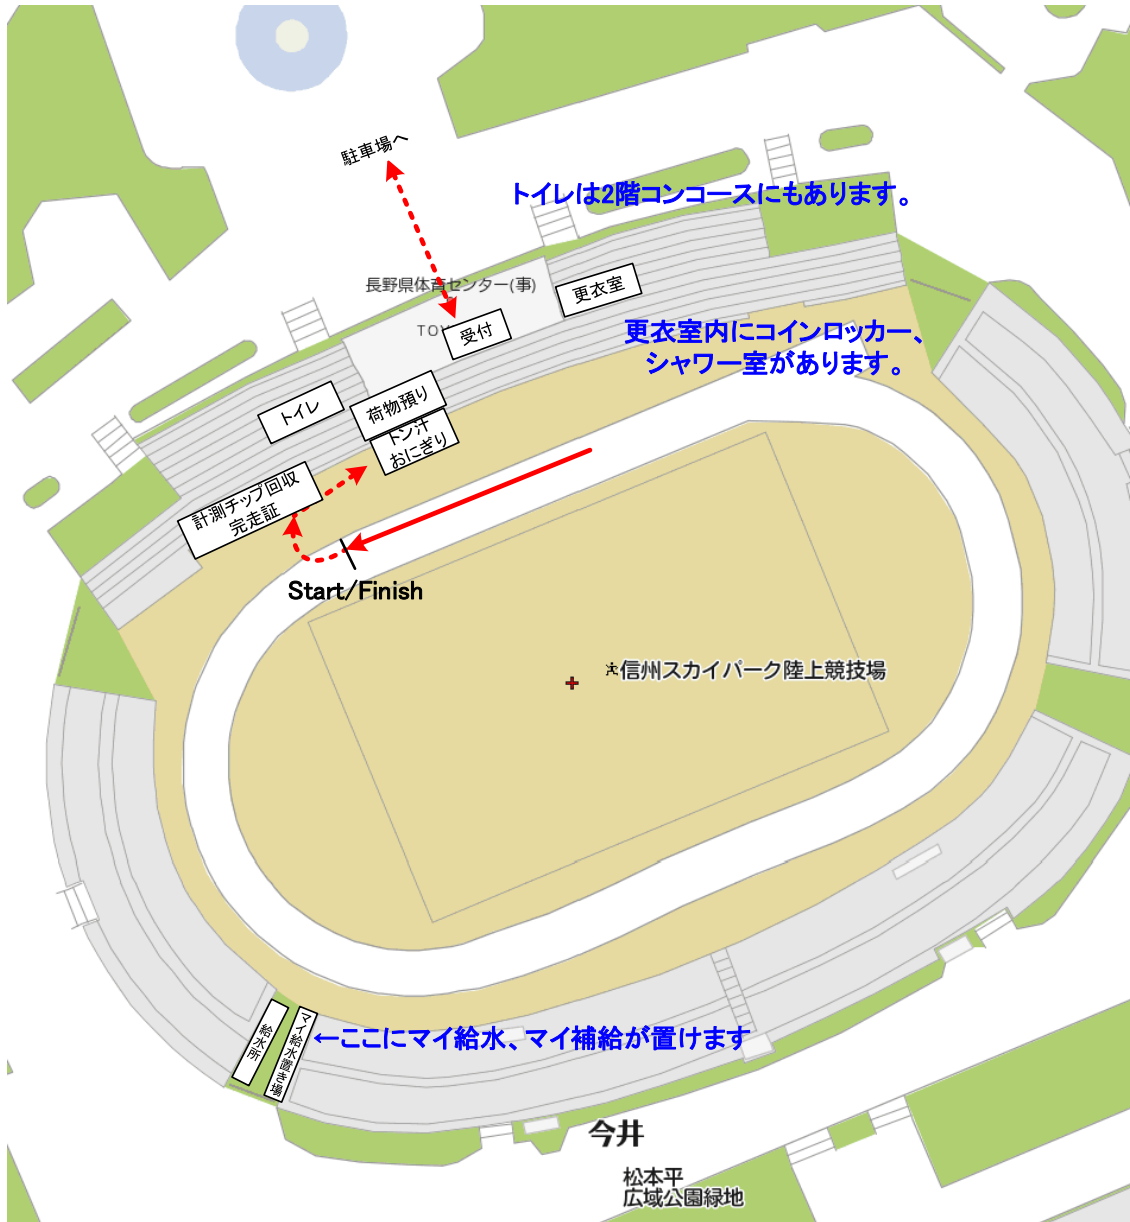 駐車場へ
トイレは2階コンコースにもあります。
長野県体育センター(事)
更衣室
TOY
受付
更衣室内にコインロッカー、
シャワー室があります。
トイレ
荷物預り
トン汁
おにぎり
計測チップ回収
完走証
Start/Finish
信州スカイパーク陸上競技場
給水所
マイ給水置き場
←ここにマイ給水、マイ補給が置けます
今井
松本平
広域公園緑地